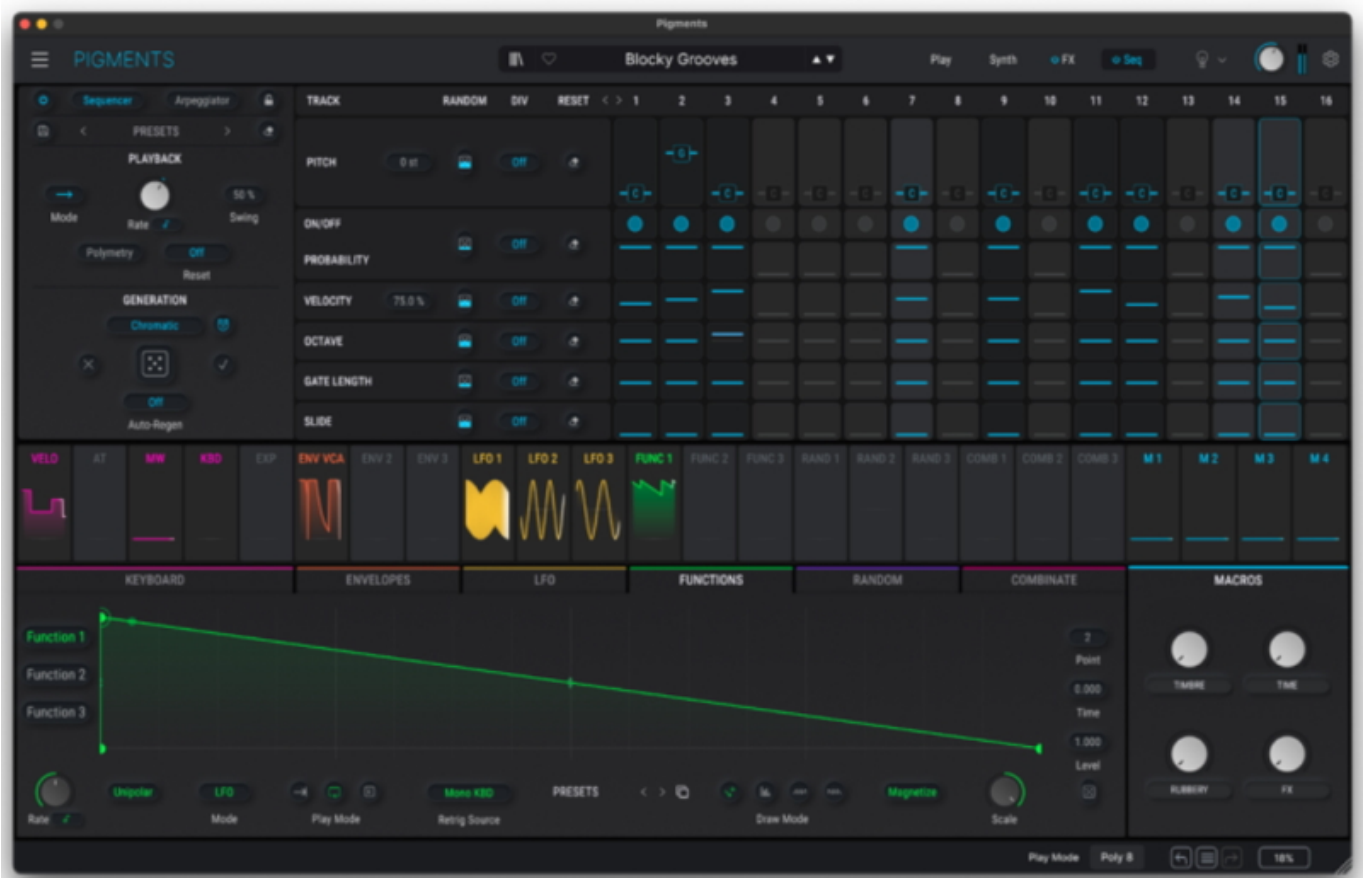 Pigments
PIGMENTS Blocky Grooves Play Synth FX Seq
Sequencer Arpeggiator TRACK RANDOM DIV RESET < > 1 2 3 4 5 6 7 8 9 10 11 12 13 14 15 16
< PRESETS >
PLAYBACK
PITCH 0 st Off G
50 %
C C C C C C C C C C C C C C C
Mode Rate Swing
ON/OFF
Off
Polymetry Off
PROBABILITY
Reset
GENERATION
VELOCITY 75.0 % Off
Chromatic
OCTAVE Off
GATE LENGTH Off
Off
Auto-Regen
SLIDE Off
VELO AT MW KBD EXP ENV VCA ENV 2 ENV 3 LFO 1 LFO 2 LFO 3 FUNC 1 FUNC 2 FUNC 3 RAND 1 RAND 2 RAND 3 COMB 1 COMB 2 COMB 3 M 1 M 2 M 3 M 4
KEYBOARD ENVELOPES LFO FUNCTIONS RANDOM COMBINATE MACROS
Function 1
2
Point
Function 2
0.000
TIMBRE TIME
Function 3
Time
1.000
Level
Unipolar LFO Mono KBD PRESETS < > Magnetize
RUBBERY FX
Rate Mode Play Mode Retrig Source Draw Mode Scale
Play Mode Poly 8 18%